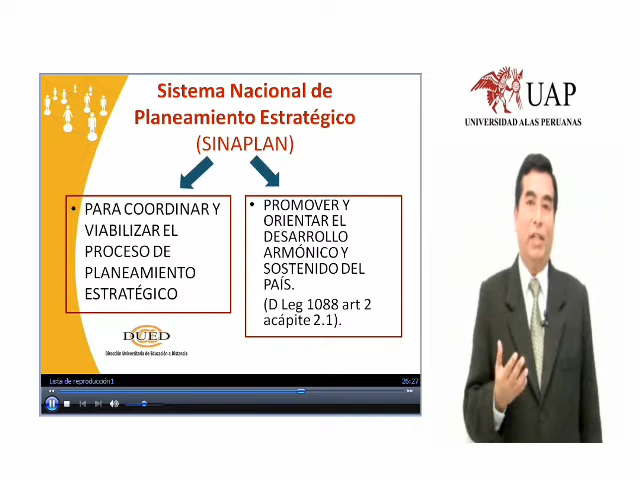 Sistema Nacional de
Planeamiento Estratégico
(SINAPLAN)
• PARA COORDINAR Y
VIABILIZAR EL
PROCESO DE
PLANEAMIENTO
ESTRATÉGICO
• PROMOVER Y
ORIENTAR EL
DESARROLLO
ARMÓNICO Y
SOSTENIDO DEL
PAÍS.
(D Leg 1088 art 2
acápite 2.1).
DUED
Dirección Universitaria de Educación a Distancia
Lista de reproducción1
26:27
UAP
UNIVERSIDAD ALAS PERUANAS